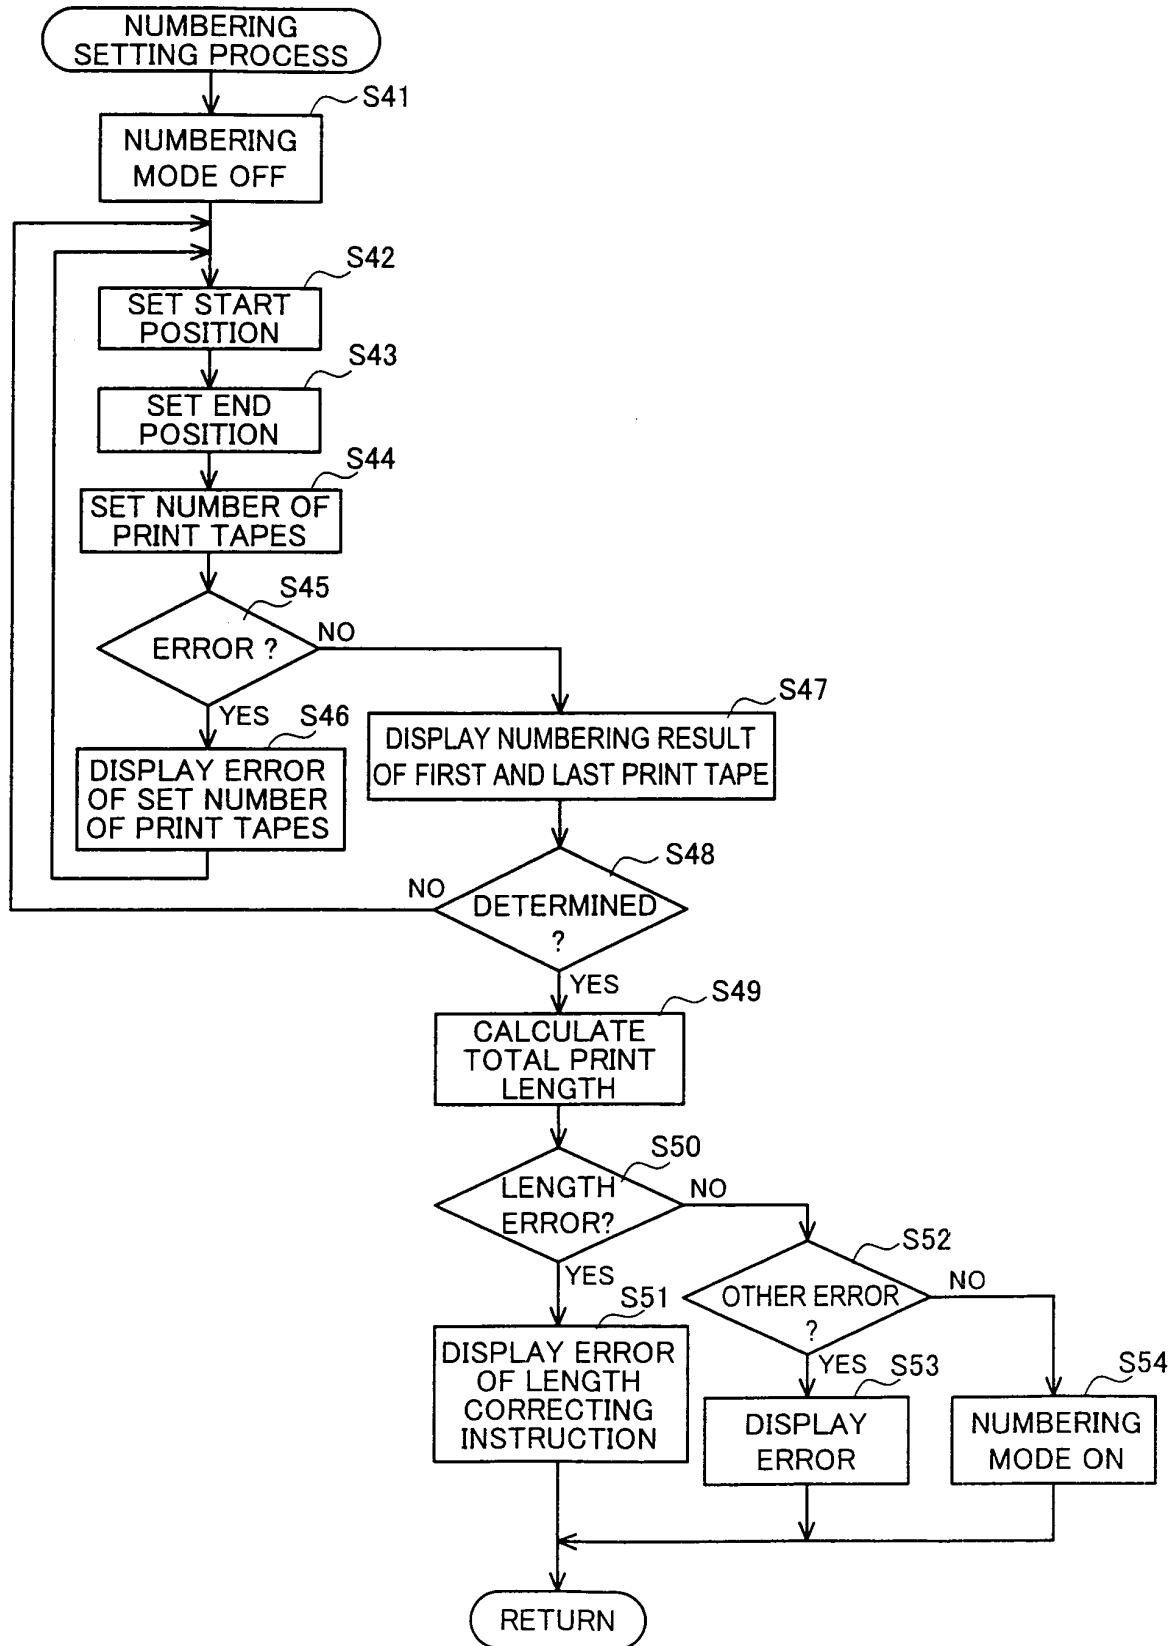 NUMBERING
SETTING PROCESS
S41
NUMBERING
MODE OFF
S42
SET START
POSITION
S43
SET END
POSITION
S44
SET NUMBER OF
PRINT TAPES
S45
ERROR ?
NO
YES
S46
DISPLAY ERROR
OF SET NUMBER
OF PRINT TAPES
S47
DISPLAY NUMBERING RESULT
OF FIRST AND LAST PRINT TAPE
S48
NO
DETERMINED
?
YES
S49
CALCULATE
TOTAL PRINT
LENGTH
S50
LENGTH
ERROR?
NO
YES
S51
DISPLAY ERROR
OF LENGTH
CORRECTING
INSTRUCTION
S52
OTHER ERROR
?
NO
YES
S53
DISPLAY
ERROR
S54
NUMBERING
MODE ON
RETURN